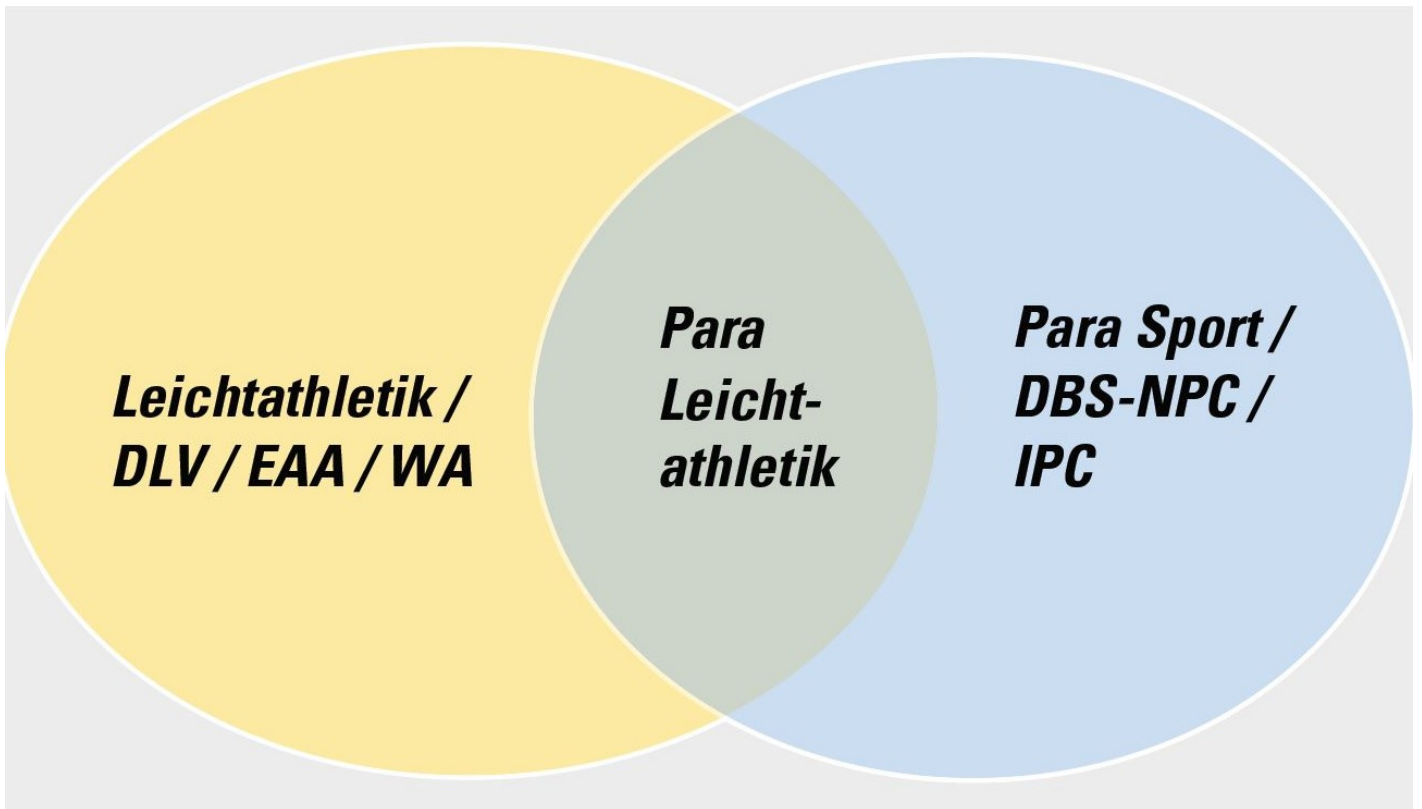 Leichtathletik /
DLV / EAA / WA
Para
Leicht-
athletik
Para Sport /
DBS-NPC /
IPC